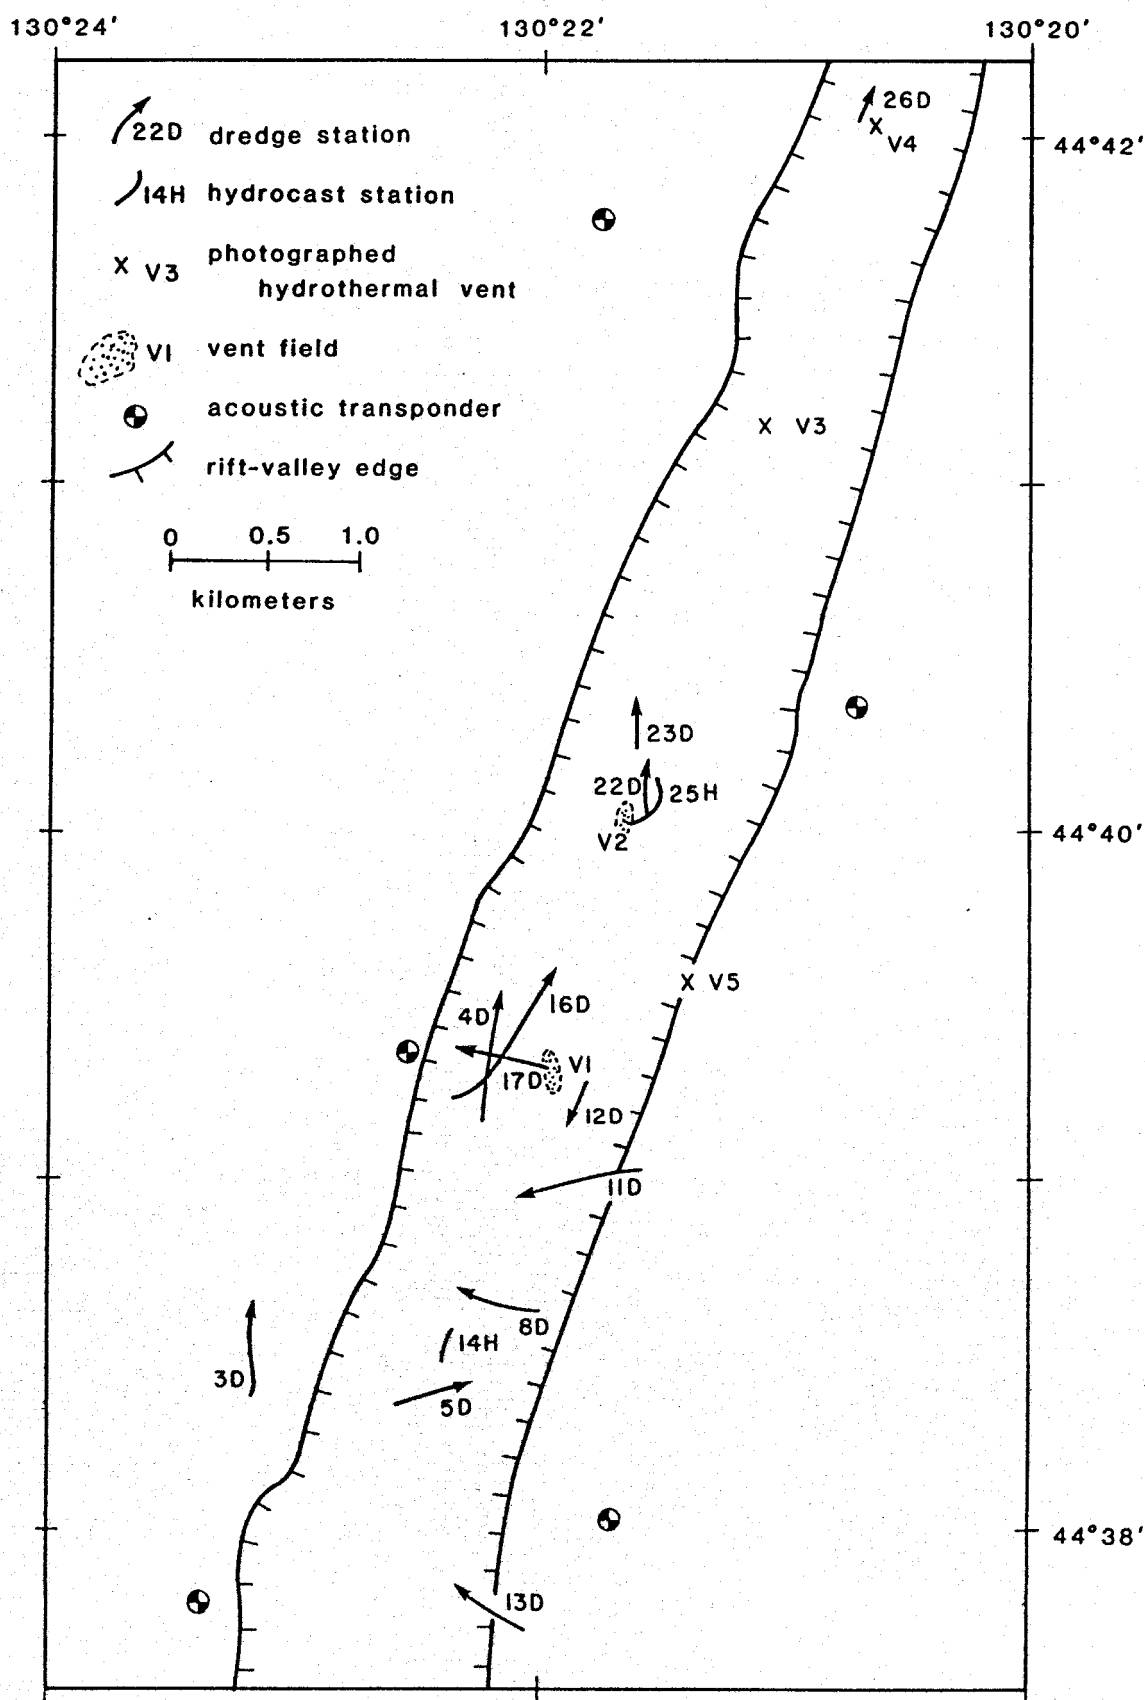 130°24' 130°22' 130°20'
26D
V4
22D dredge station
44°42'
14H hydrocast station
photographed
X V3
hydrothermal vent
V1 vent field
acoustic transponder
X V3
rift-valley edge
0 0.5 1.0
kilometers
23D
22D 25H
V2
44°40'
X V5
4D 16D
17D V1
12D
11D
8D
14H
3D
5D
44°38'
13D